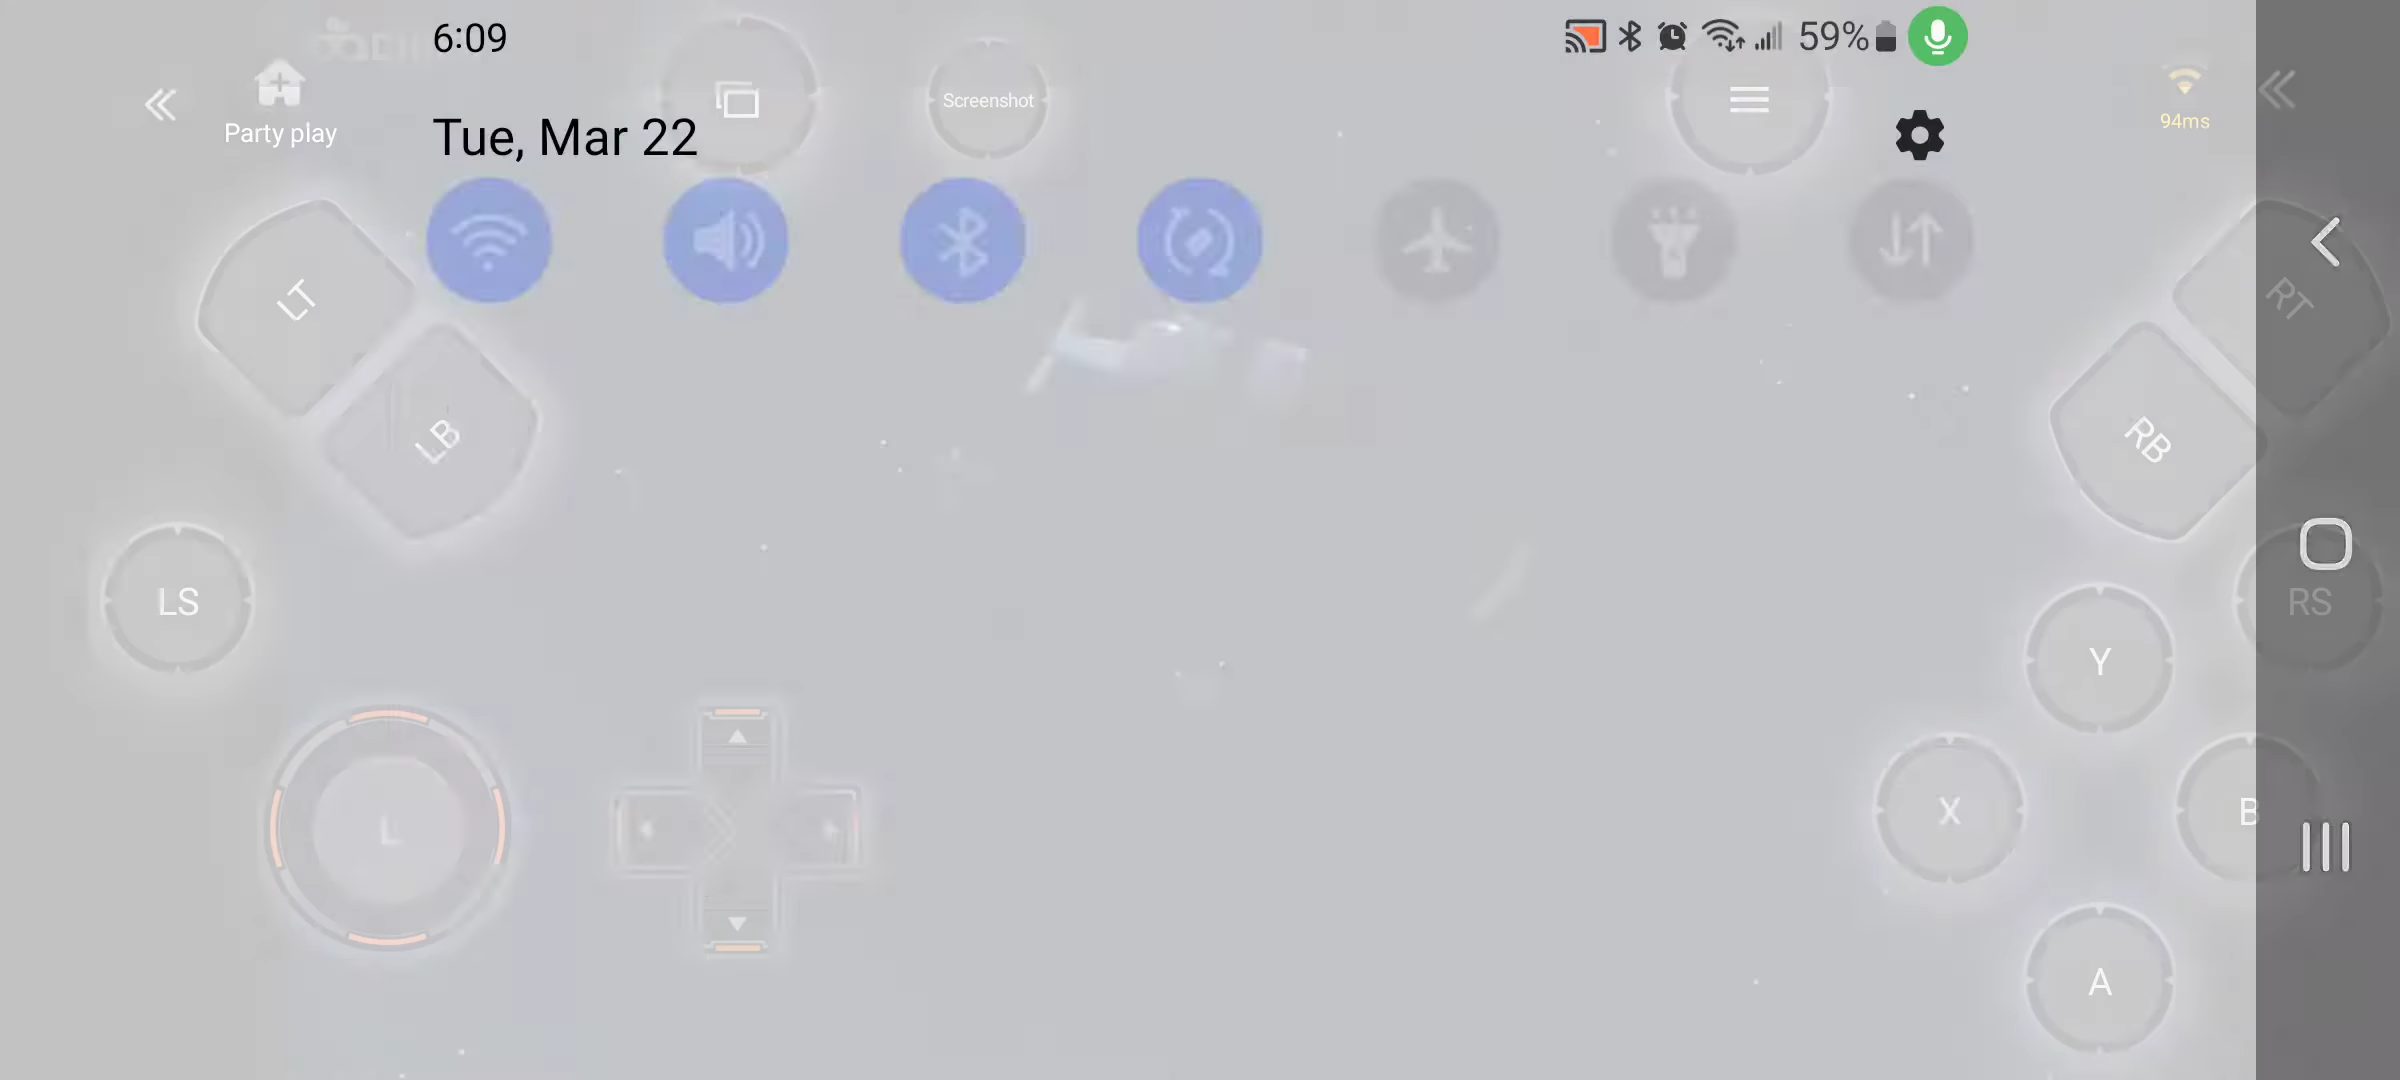 6:09
59%
Party play
Tue, Mar 22
Screenshot
94ms
LT
RT
LB
RB
LS
RS
Y
L
X
B
A